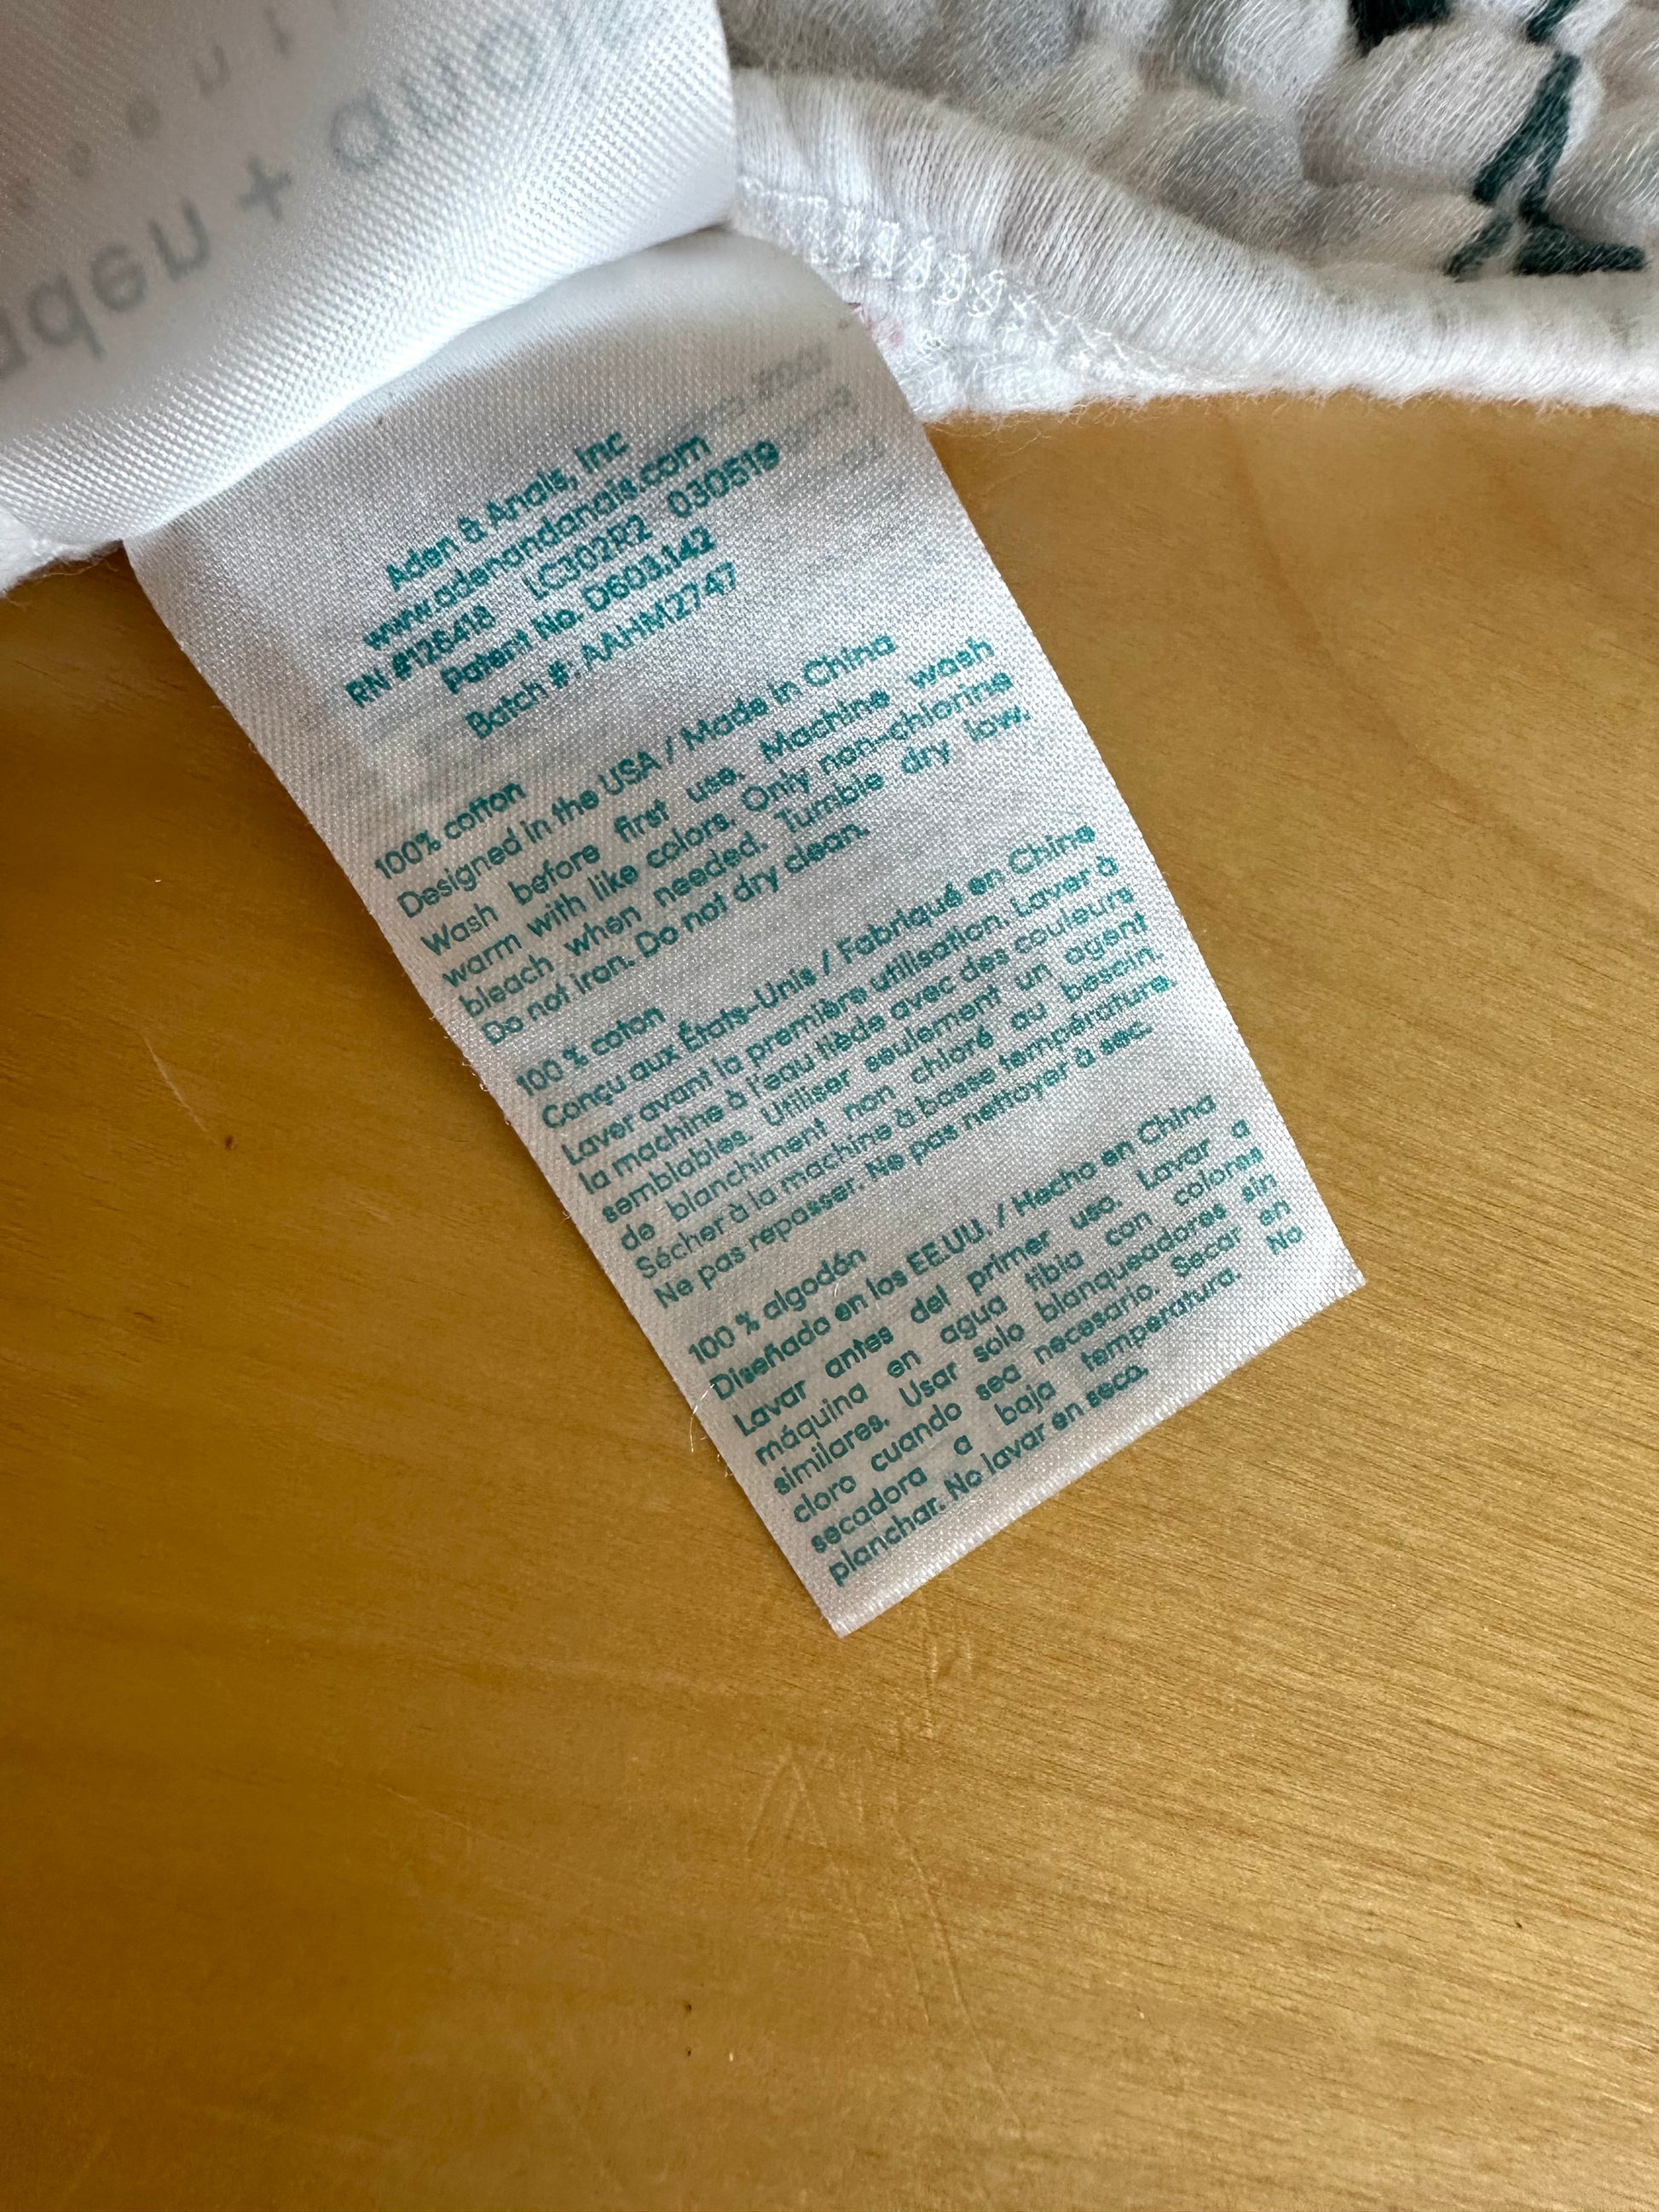 aden +
Aden & Anais, Inc
www.adenandanais.com
RN #126418 LC302R2 030519
Patent No. D603,142
Batch #: AAHM2747
100% cotton
Designed in the USA / Made in China
Wash before first use. Machine wash
warm with like colors. Only non-chlorine
bleach when needed. Tumble dry low.
Do not iron. Do not dry clean.
100 % coton
Conçu aux États-Unis / Fabriqué en Chine
Laver avant la première utilisation. Laver à
la machine à l'eau tiède avec des couleurs
semblables. Utiliser seulement un agent
de blanchiment non chloré au besoin.
Sécher à la machine à basse température.
Ne pas repasser. Ne pas nettoyer à sec.
100 % algodón
Diseñado en los EE.UU. / Hecho en China
Lavar antes del primer uso. Lavar a
máquina en agua tibia con colores
similares. Usar solo blanqueadores sin
cloro cuando sea necesario. Secar en
secadora a baja temperatura. No
planchar. No lavar en seco.